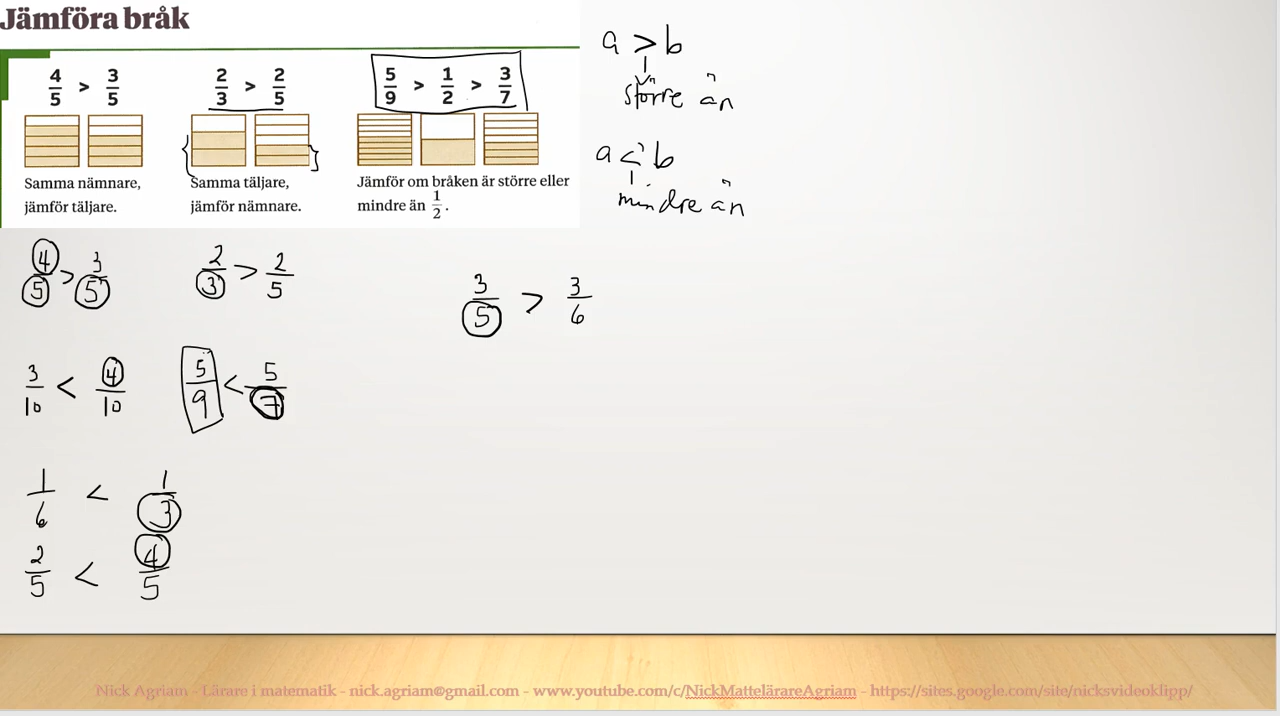 Jämföra bråk
4/5 > 3/5
2/3 > 2/5
5/9 > 1/2 > 3/7
Samma nämnare,
jämför täljare.
Samma täljare,
jämför nämnare.
Jämför om bråken är större eller
mindre än 1/2.
a > b
större än
a < b
mindre än
4/5 > 3/5
2/3 > 2/5
3/5 > 3/6
3/10 < 4/10
5/9 < 5/7
1/6 < 1/3
2/5 < 4/5
Nick Agriam - Lärare i matematik - nick.agriam@gmail.com - www.youtube.com/c/NickMattelärareAgriam - https://sites.google.com/site/nicksvideoklipp/